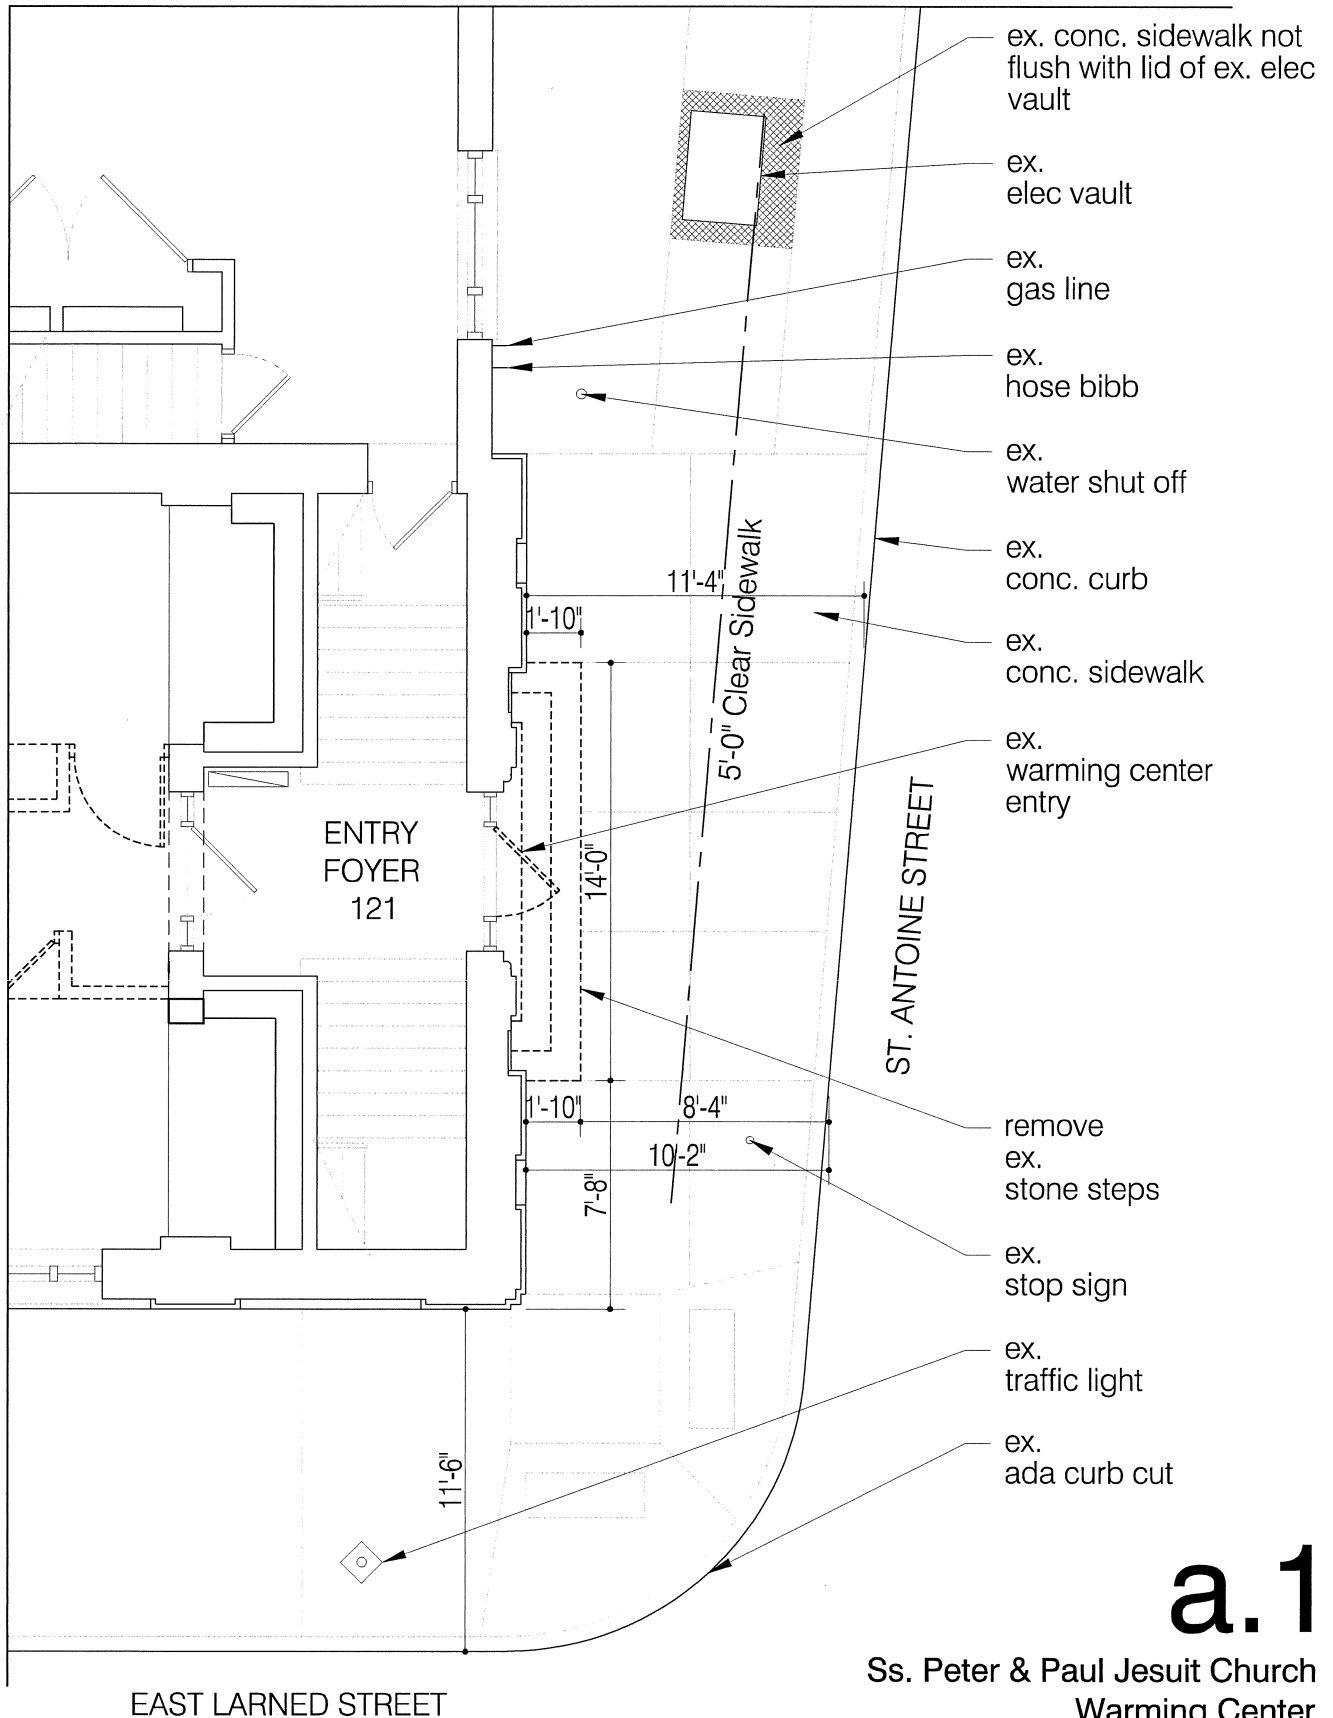 ex. conc. sidewalk not
flush with lid of ex. elec
vault
ex.
elec vault
ex.
gas line
ex.
hose bibb
ex.
water shut off
ex.
conc. curb
11'-4"
1'-10"
5'-0" Clear Sidewalk
ex.
conc. sidewalk
ex.
warming center
entry
ENTRY
FOYER
121
14'-0"
ST. ANTOINE STREET
1'-10"
8'-4"
10'-2"
7'-8"
remove
ex.
stone steps
ex.
stop sign
ex.
traffic light
ex.
ada curb cut
11'-6"
a.1
Ss. Peter & Paul Jesuit Church
Warming Center
EAST LARNED STREET